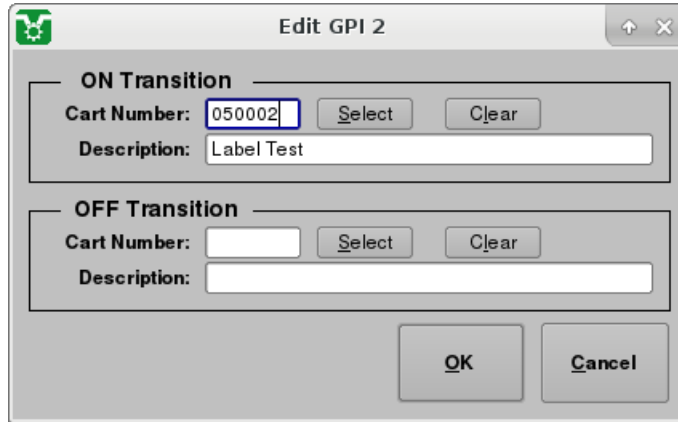 Edit GPI 2
ON Transition
Cart Number: 050002 Select Clear
Description: Label Test
OFF Transition
Cart Number: Select Clear
Description:
OK Cancel